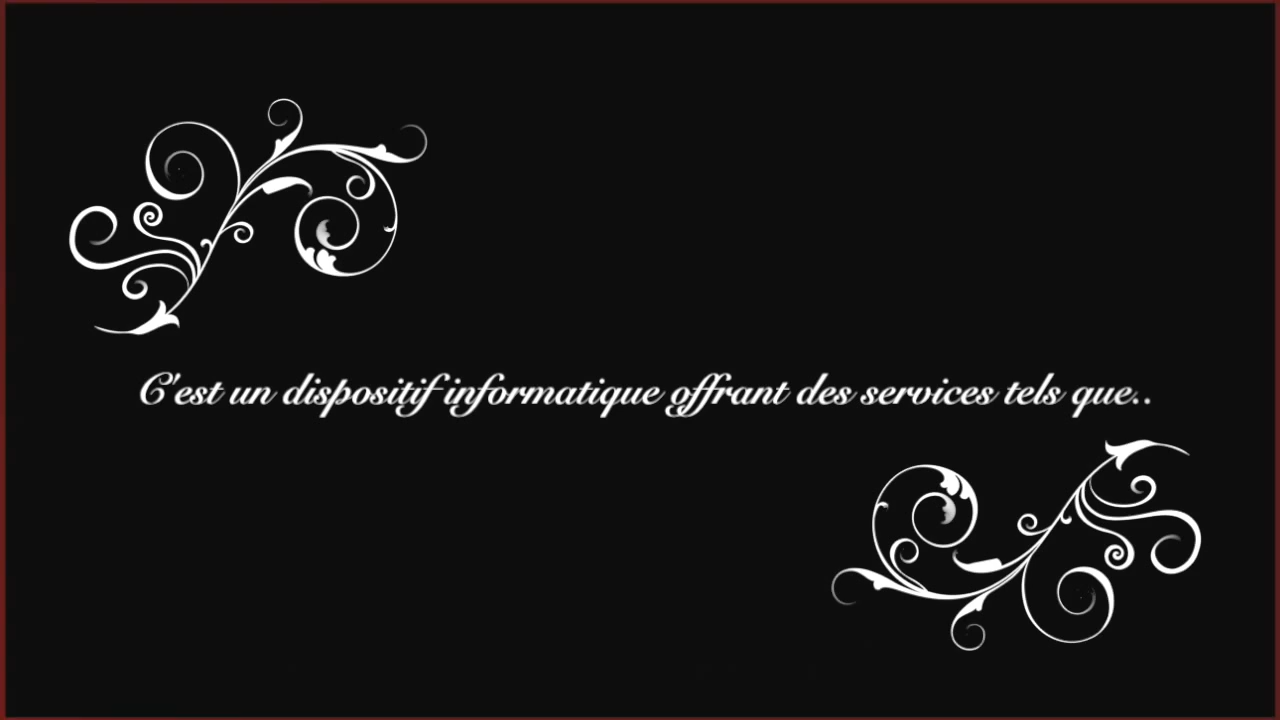 C'est un dispositif informatique offrant des services tels que..